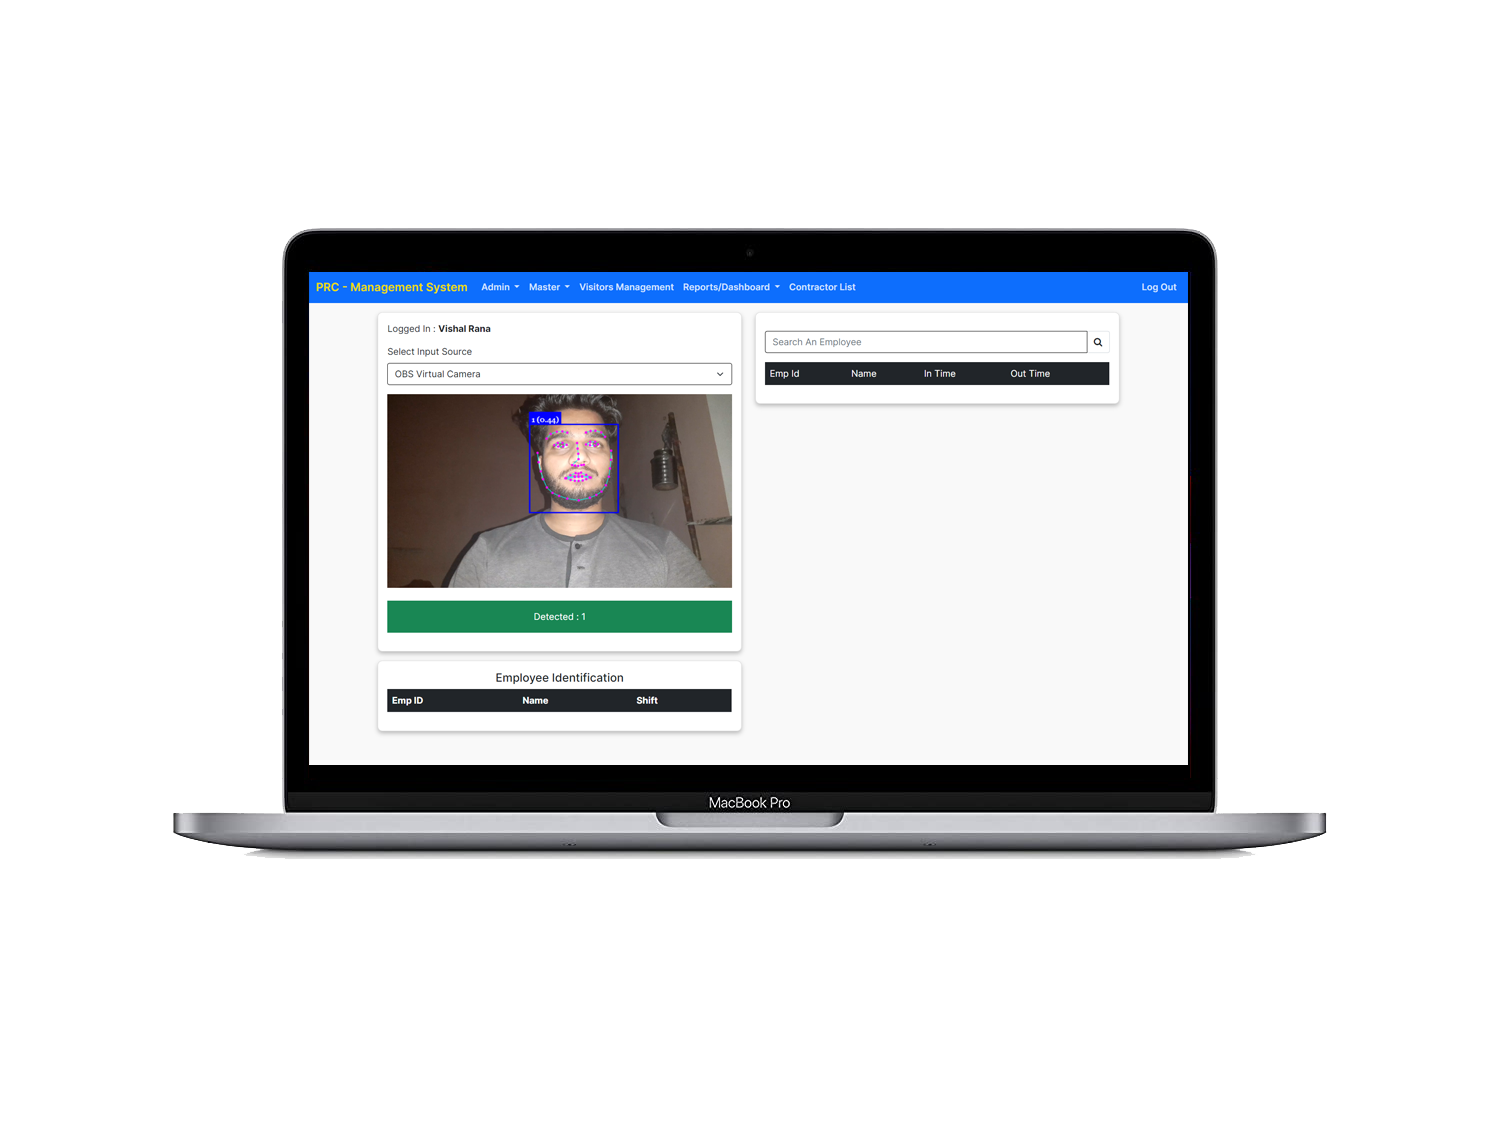 PRC - Management System Admin Master Visitors Management Reports/Dashboard Contractor List Log Out
Logged In : Vishal Rana
Select Input Source
OBS Virtual Camera
1 (0.44)
Detected : 1
Employee Identification
Emp ID Name Shift
Search An Employee
Emp Id Name In Time Out Time
MacBook Pro